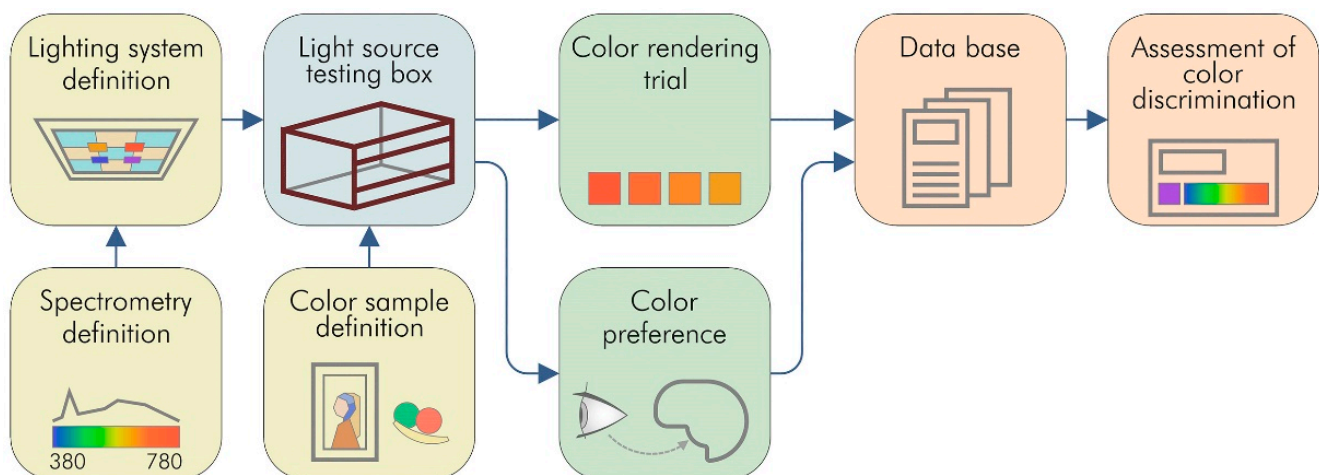 Lighting system
definition
Light source
testing box
Color rendering
trial
Data base
Assessment of
color
discrimination
Spectrometry
definition
380 780
Color sample
definition
Color
preference